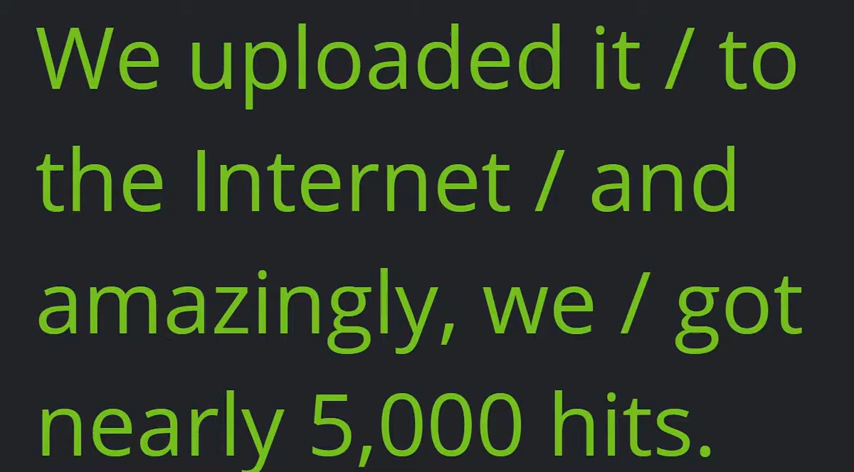 We uploaded it / to
the Internet / and
amazingly, we / got
nearly 5,000 hits.